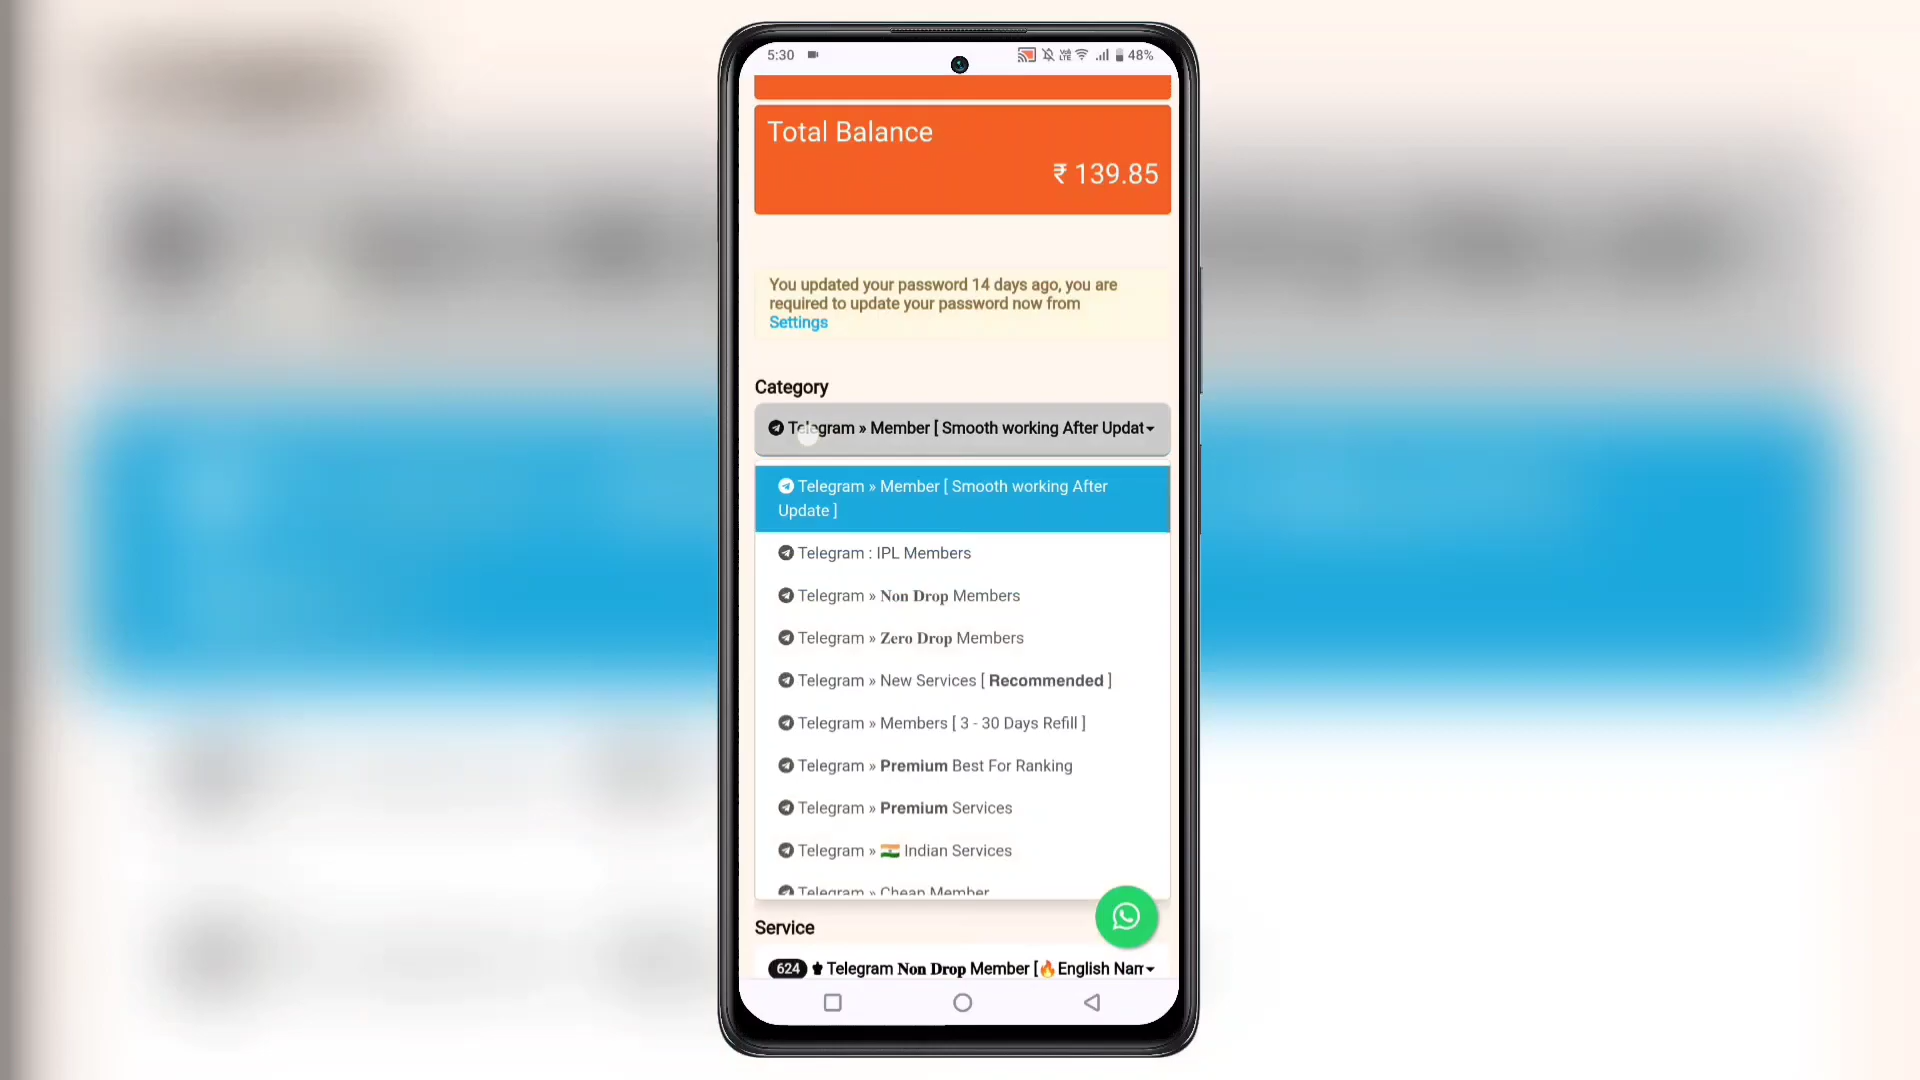 5:30
48%
Total Balance
₹ 139.85
You updated your password 14 days ago, you are
required to update your password now from
Settings
Category
Telegram » Member [ Smooth working After Updat
Telegram » Member [ Smooth working After
Update ]
Telegram : IPL Members
Telegram » 𝐍𝐨𝐧 𝐃𝐫𝐨𝐩 Members
Telegram » 𝐙𝐞𝐫𝐨 𝐃𝐫𝐨𝐩 Members
Telegram » New Services [ 𝗥𝗲𝗰𝗼𝗺𝗺𝗲𝗻𝗱𝗲𝗱 ]
Telegram » Members [ 3 - 30 Days Refill ]
Telegram » 𝗣𝗿𝗲𝗺𝗶𝘂𝗺 Best For Ranking
Telegram » 𝗣𝗿𝗲𝗺𝗶𝘂𝗺 Services
Telegram » 🇮🇳 Indian Services
Telegram » Cheap Member
Service
624 Telegram 𝐍𝐨𝐧 𝐃𝐫𝐨𝐩 Member [🔥English Nam